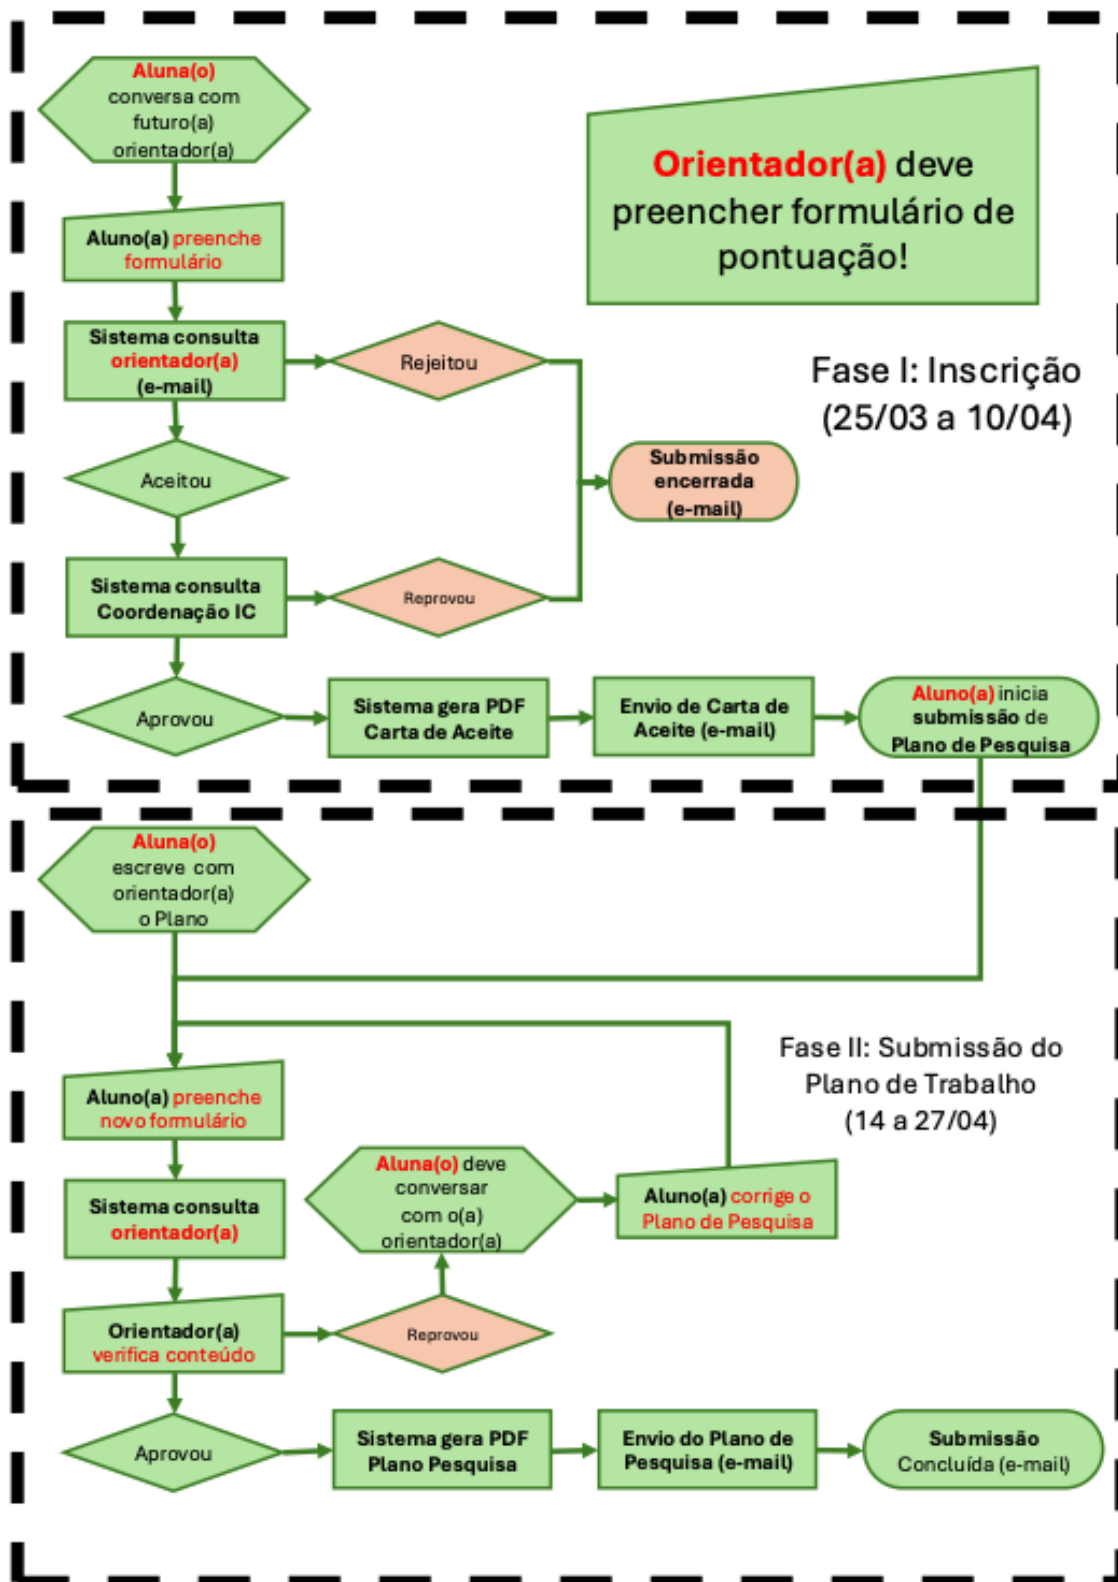 Aluna(o)
conversa com
futuro(a)
orientador(a)
Orientador(a) deve
preencher formulário de
pontuação!
Aluno(a) preenche
formulário
Sistema consulta
orientador(a)
(e-mail)
Rejeitou
Fase I: Inscrição
(25/03 a 10/04)
Aceitou
Submissão
encerrada
(e-mail)
Sistema consulta
Coordenação IC
Reprovou
Aprovou
Sistema gera PDF
Carta de Aceite
Envio de Carta de
Aceite (e-mail)
Aluno(a) inicia
submissão de
Plano de Pesquisa
Aluna(o)
escreve com
orientador(a)
o Plano
Fase II: Submissão do
Plano de Trabalho
(14 a 27/04)
Aluno(a) preenche
novo formulário
Sistema consulta
orientador(a)
Aluna(o) deve
conversar
com o(a)
orientador(a)
Aluno(a) corrige o
Plano de Pesquisa
Orientador(a)
verifica conteúdo
Reprovou
Aprovou
Sistema gera PDF
Plano Pesquisa
Envio do Plano de
Pesquisa (e-mail)
Submissão
Concluída (e-mail)